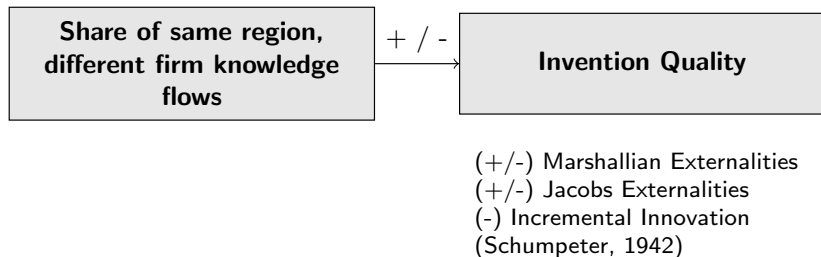 Share of same region,
different firm knowledge
flows
+ / -
Invention Quality
(+/-) Marshallian Externalities
(+/-) Jacobs Externalities
(-) Incremental Innovation
(Schumpeter, 1942)